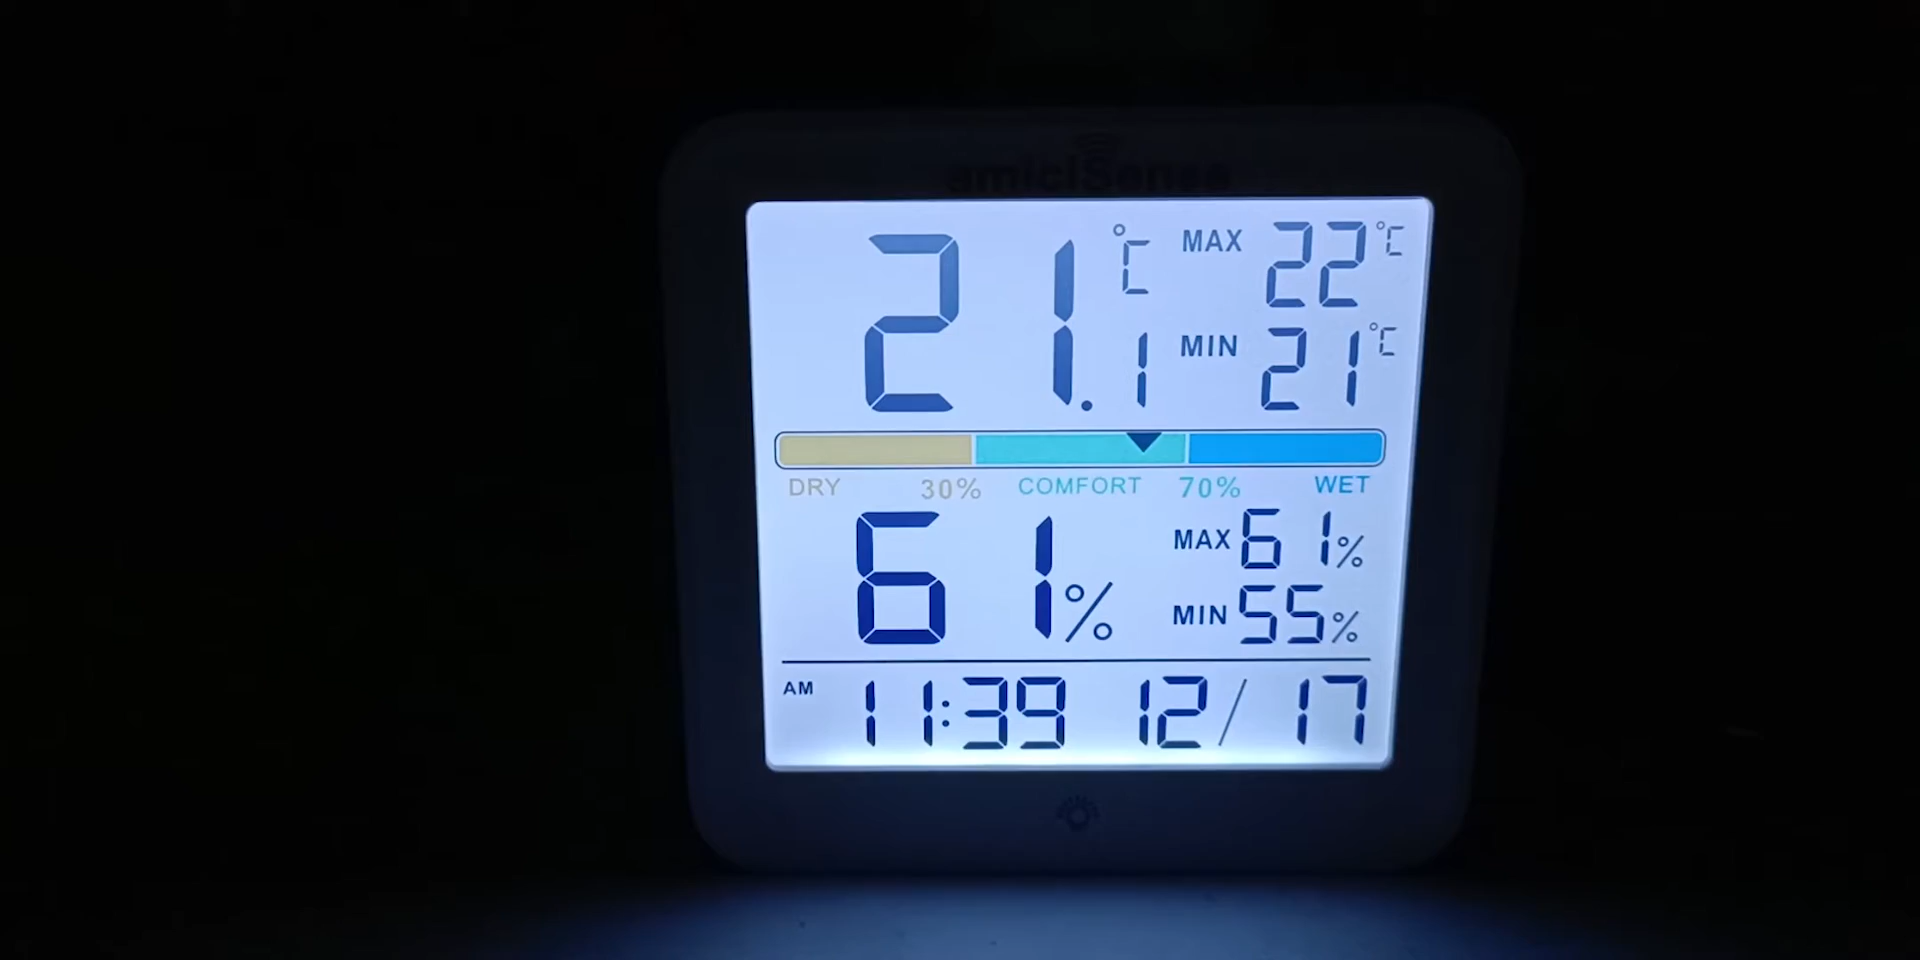 amiciSense
21.1 °C MAX 22 °C
MIN 21 °C
DRY 30% COMFORT 70% WET
61% MAX 61%
MIN 55%
AM 11:39 12/17